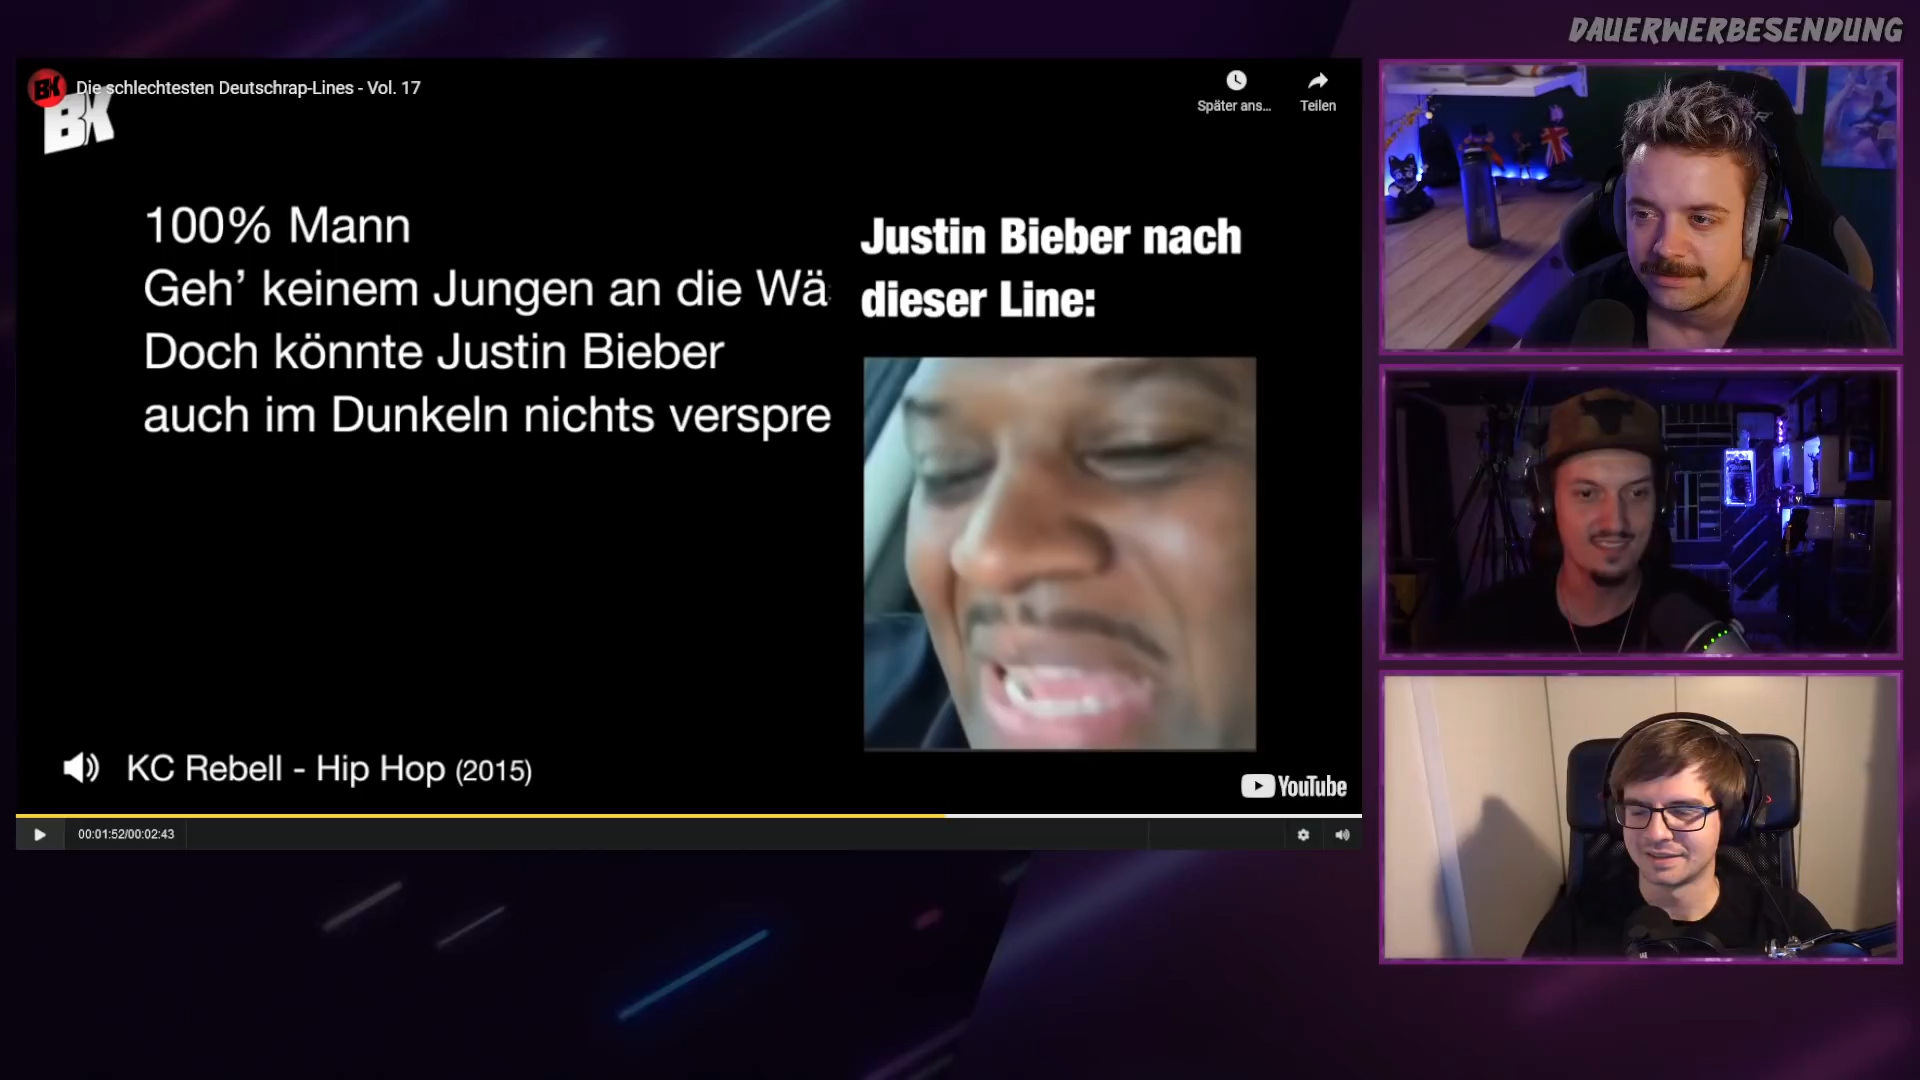 DAUERWERBESENDUNG
BK
Die schlechtesten Deutschrap-Lines - Vol. 17
Später ans...
Teilen
BK
100% Mann
Geh’ keinem Jungen an die Wä
Doch könnte Justin Bieber
auch im Dunkeln nichts verspre
Justin Bieber nach
dieser Line:
KC Rebell - Hip Hop (2015)
YouTube
00:01:52/00:02:43